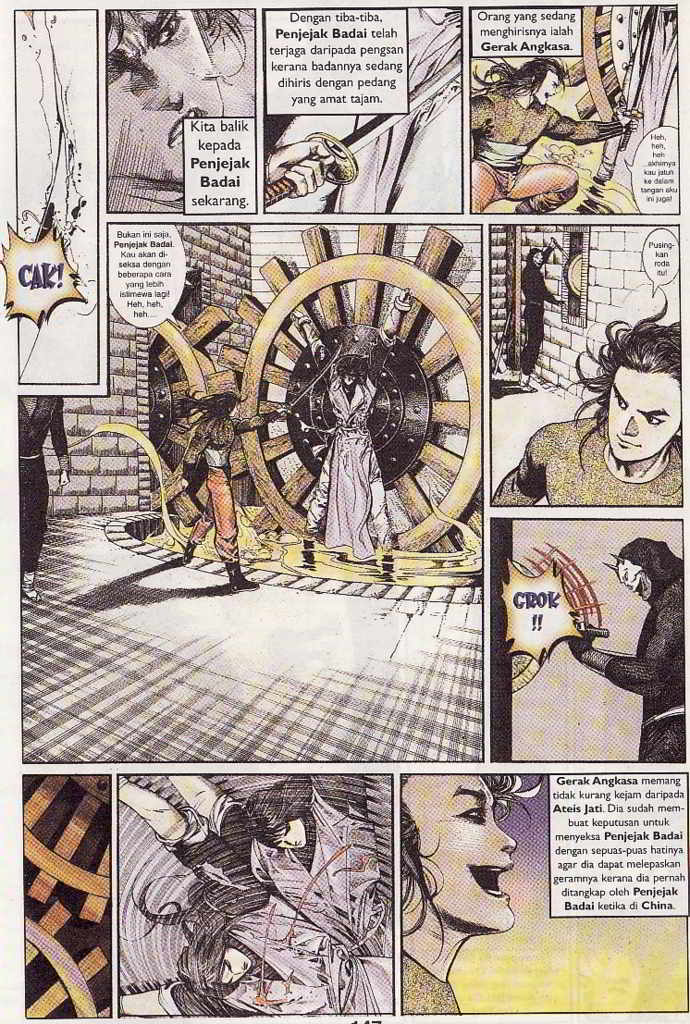 CAK!
Kita balik
kepada
Penjejak
Badai
sekarang.
Dengan tiba-tiba,
Penjejak Badai telah
terjaga daripada pengsan
kerana badannya sedang
dihiris dengan pedang
yang amat tajam.
Orang yang sedang
menghirisnya ialah
Gerak Angkasa.
Heh,
heh,
heh
..akhirnya
kau jatuh
ke dalam
tangan aku
ini juga!
Bukan ini saja,
Penjejak Badai.
Kau akan di-
seksa dengan
beberapa cara
yang lebih
istimewa lagi!
Heh, heh,
heh....
Pusing-
kan
roda
itu!
GROK
!!
Gerak Angkasa memang
tidak kurang kejam daripada
Ateis Jati. Dia sudah mem-
buat keputusan untuk
menyeksa Penjejak Badai
dengan sepuas-puas hatinya
agar dia dapat melepaskan
geramnya kerana dia pernah
ditangkap oleh Penjejak
Badai ketika di China.
147